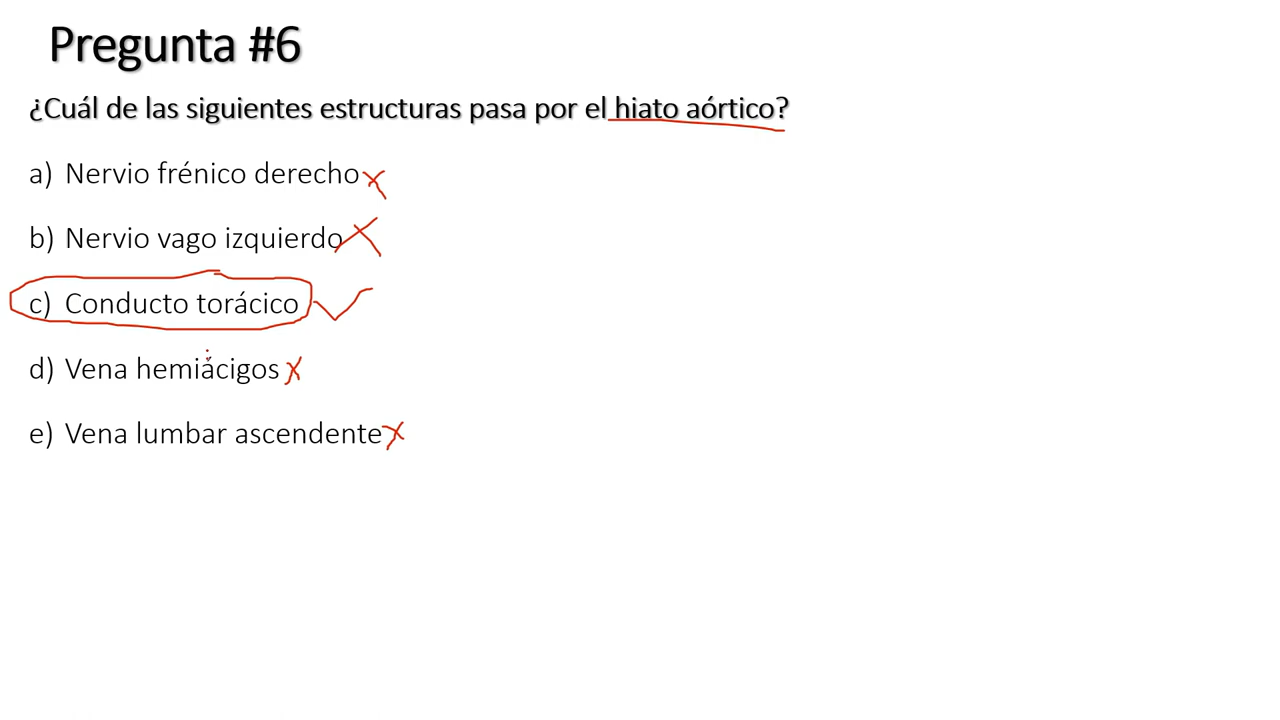 Pregunta #6
¿Cuál de las siguientes estructuras pasa por el hiato aórtico?
a) Nervio frénico derecho
b) Nervio vago izquierdo
c) Conducto torácico
d) Vena hemiácigos
e) Vena lumbar ascendente